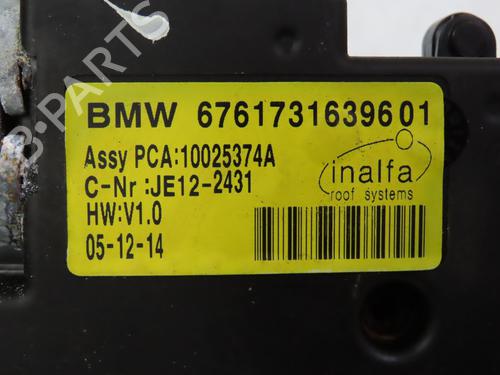 B-PARTS
BMW 6761731639601
Assy PCA:10025374A
C-Nr :JE12-2431
HW:V1.0
05-12-14
inalfa
roof systems